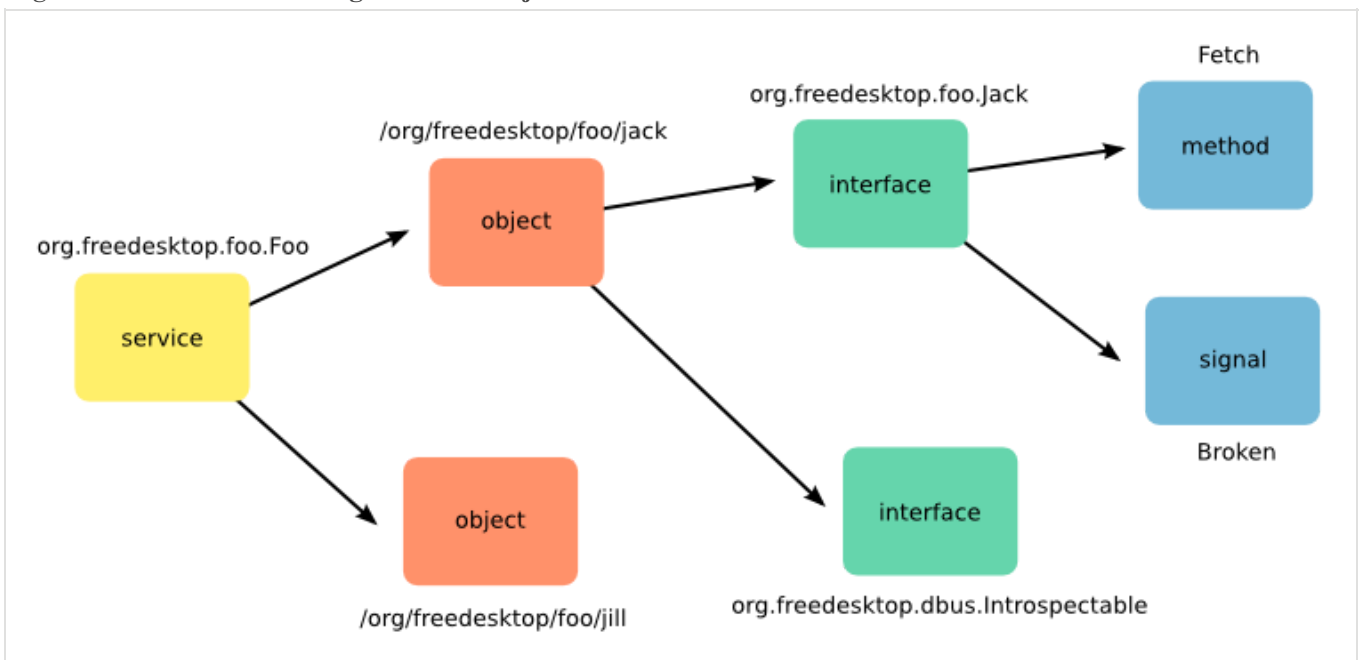 Fetch
org.freedesktop.foo.Jack
method
/org/freedesktop/foo/jack
interface
object
org.freedesktop.foo.Foo
service
signal
Broken
object
interface
/org/freedesktop/foo/jill
org.freedesktop.dbus.Introspectable